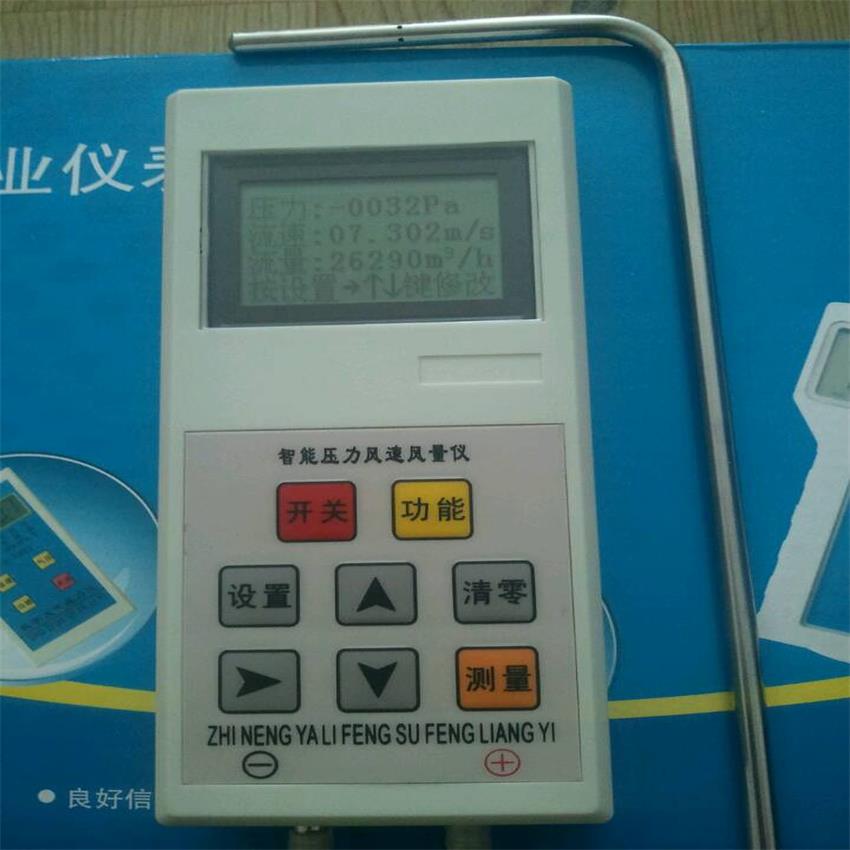 业仪表
压力:-0032Pa
流速:07.302m/s
流量:26290m³/h
按设置→↑↓键修改
智能压力风速风量仪
开关
功能
设置
清零
测量
ZHI NENG YALI FENG SU FENG LIANG YI
良好信